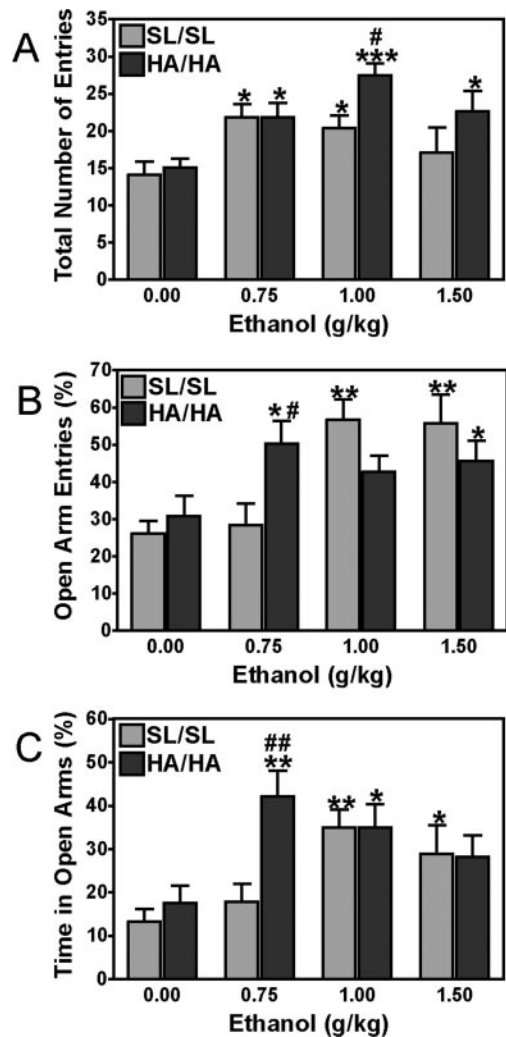 A
Total Number of Entries
35
30
25
20
15
10
5
0
SL/SL
HA/HA
* * * # *** *
0.00 0.75 1.00 1.50
Ethanol (g/kg)
B
Open Arm Entries (%)
70
60
50
40
30
20
10
0
SL/SL
HA/HA
* # ** ** *
0.00 0.75 1.00 1.50
Ethanol (g/kg)
C
Time in Open Arms (%)
60
50
40
30
20
10
0
SL/SL
HA/HA
##
** ** * *
0.00 0.75 1.00 1.50
Ethanol (g/kg)